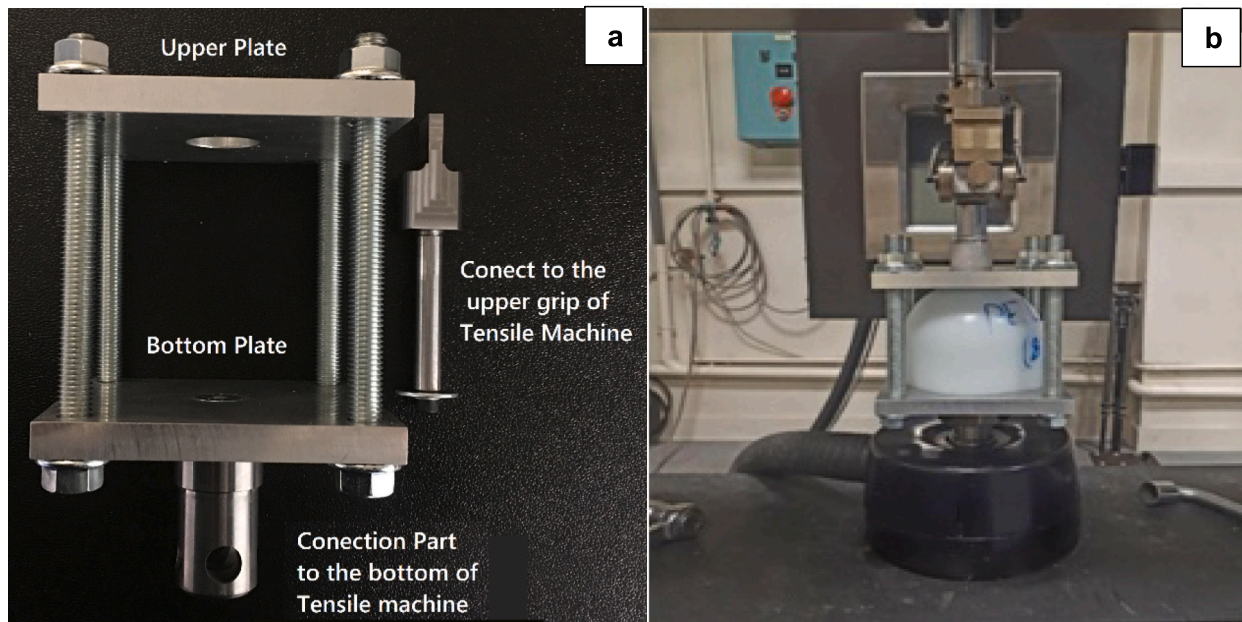 a
Upper Plate
Conect to the
upper grip of
Tensile Machine
Bottom Plate
Conection Part
to the bottom of
Tensile machine
b